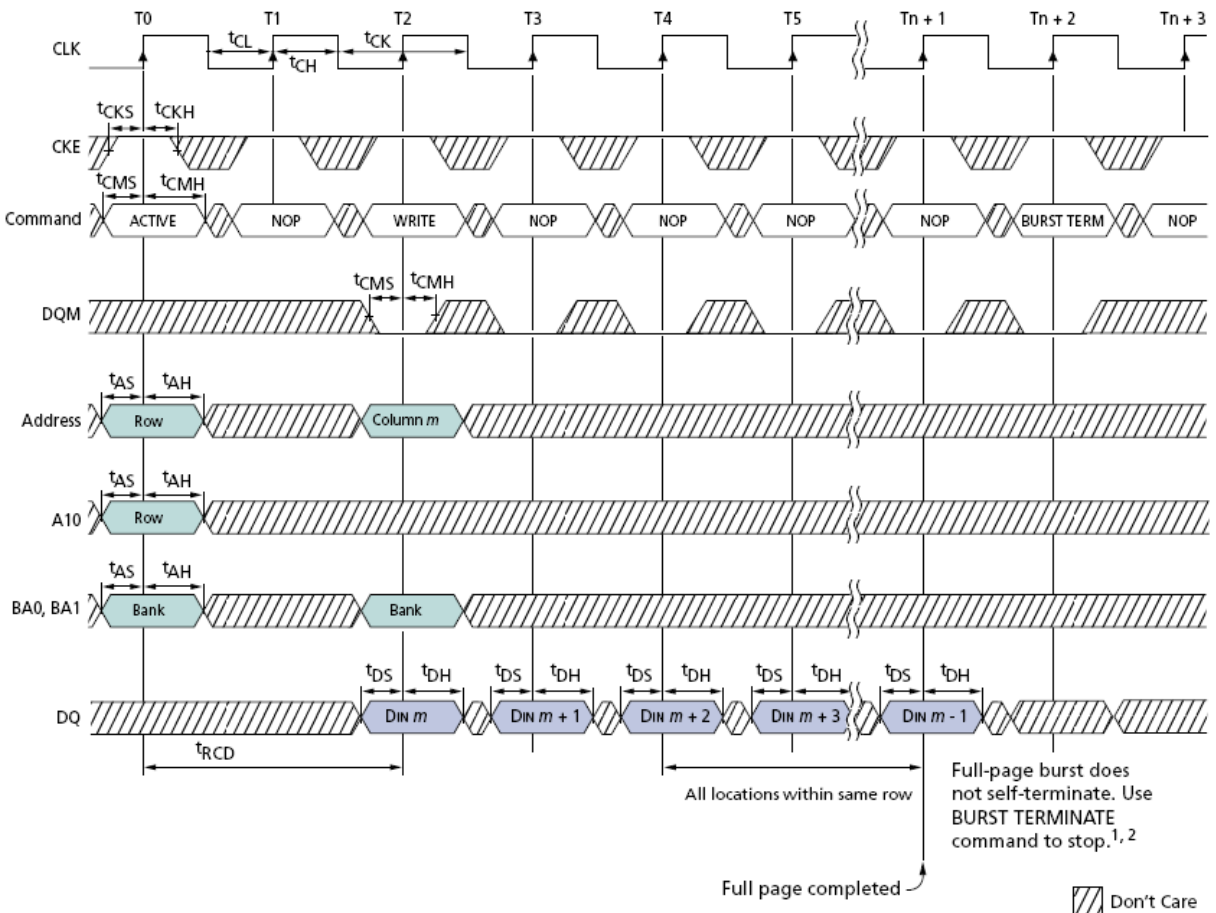 T0 T1 T2 T3 T4 T5 Tn + 1 Tn + 2 Tn + 3
CLK tCL tCH tCK
tCKS tCKH
CKE
tCMS tCMH
Command ACTIVE NOP WRITE NOP NOP NOP NOP BURST TERM NOP
tCMS tCMH
DQM
tAS tAH
Address Row Column m
tAS tAH
A10 Row
tAS tAH
BA0, BA1 Bank Bank
tDS tDH tDS tDH tDS tDH tDS tDH tDS tDH
DQ DIN m DIN m + 1 DIN m + 2 DIN m + 3 DIN m - 1
tRCD
All locations within same row
Full-page burst does
not self-terminate. Use
BURST TERMINATE
command to stop.1, 2
Full page completed
Don't Care